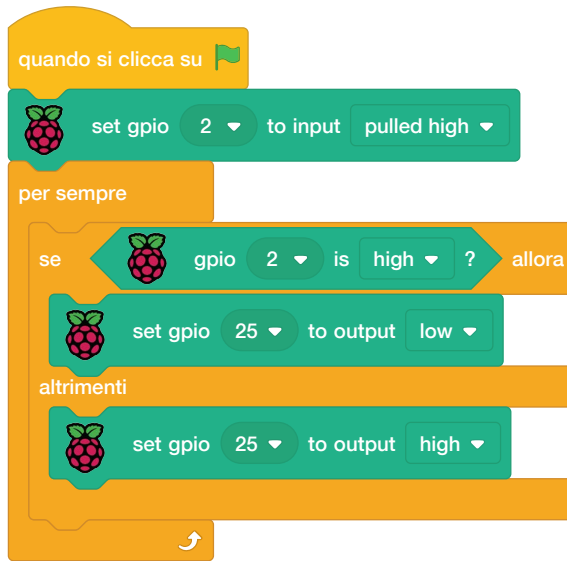 quando si clicca su
set gpio 2 to input pulled high
per sempre
se gpio 2 is high ? allora
set gpio 25 to output low
altrimenti
set gpio 25 to output high